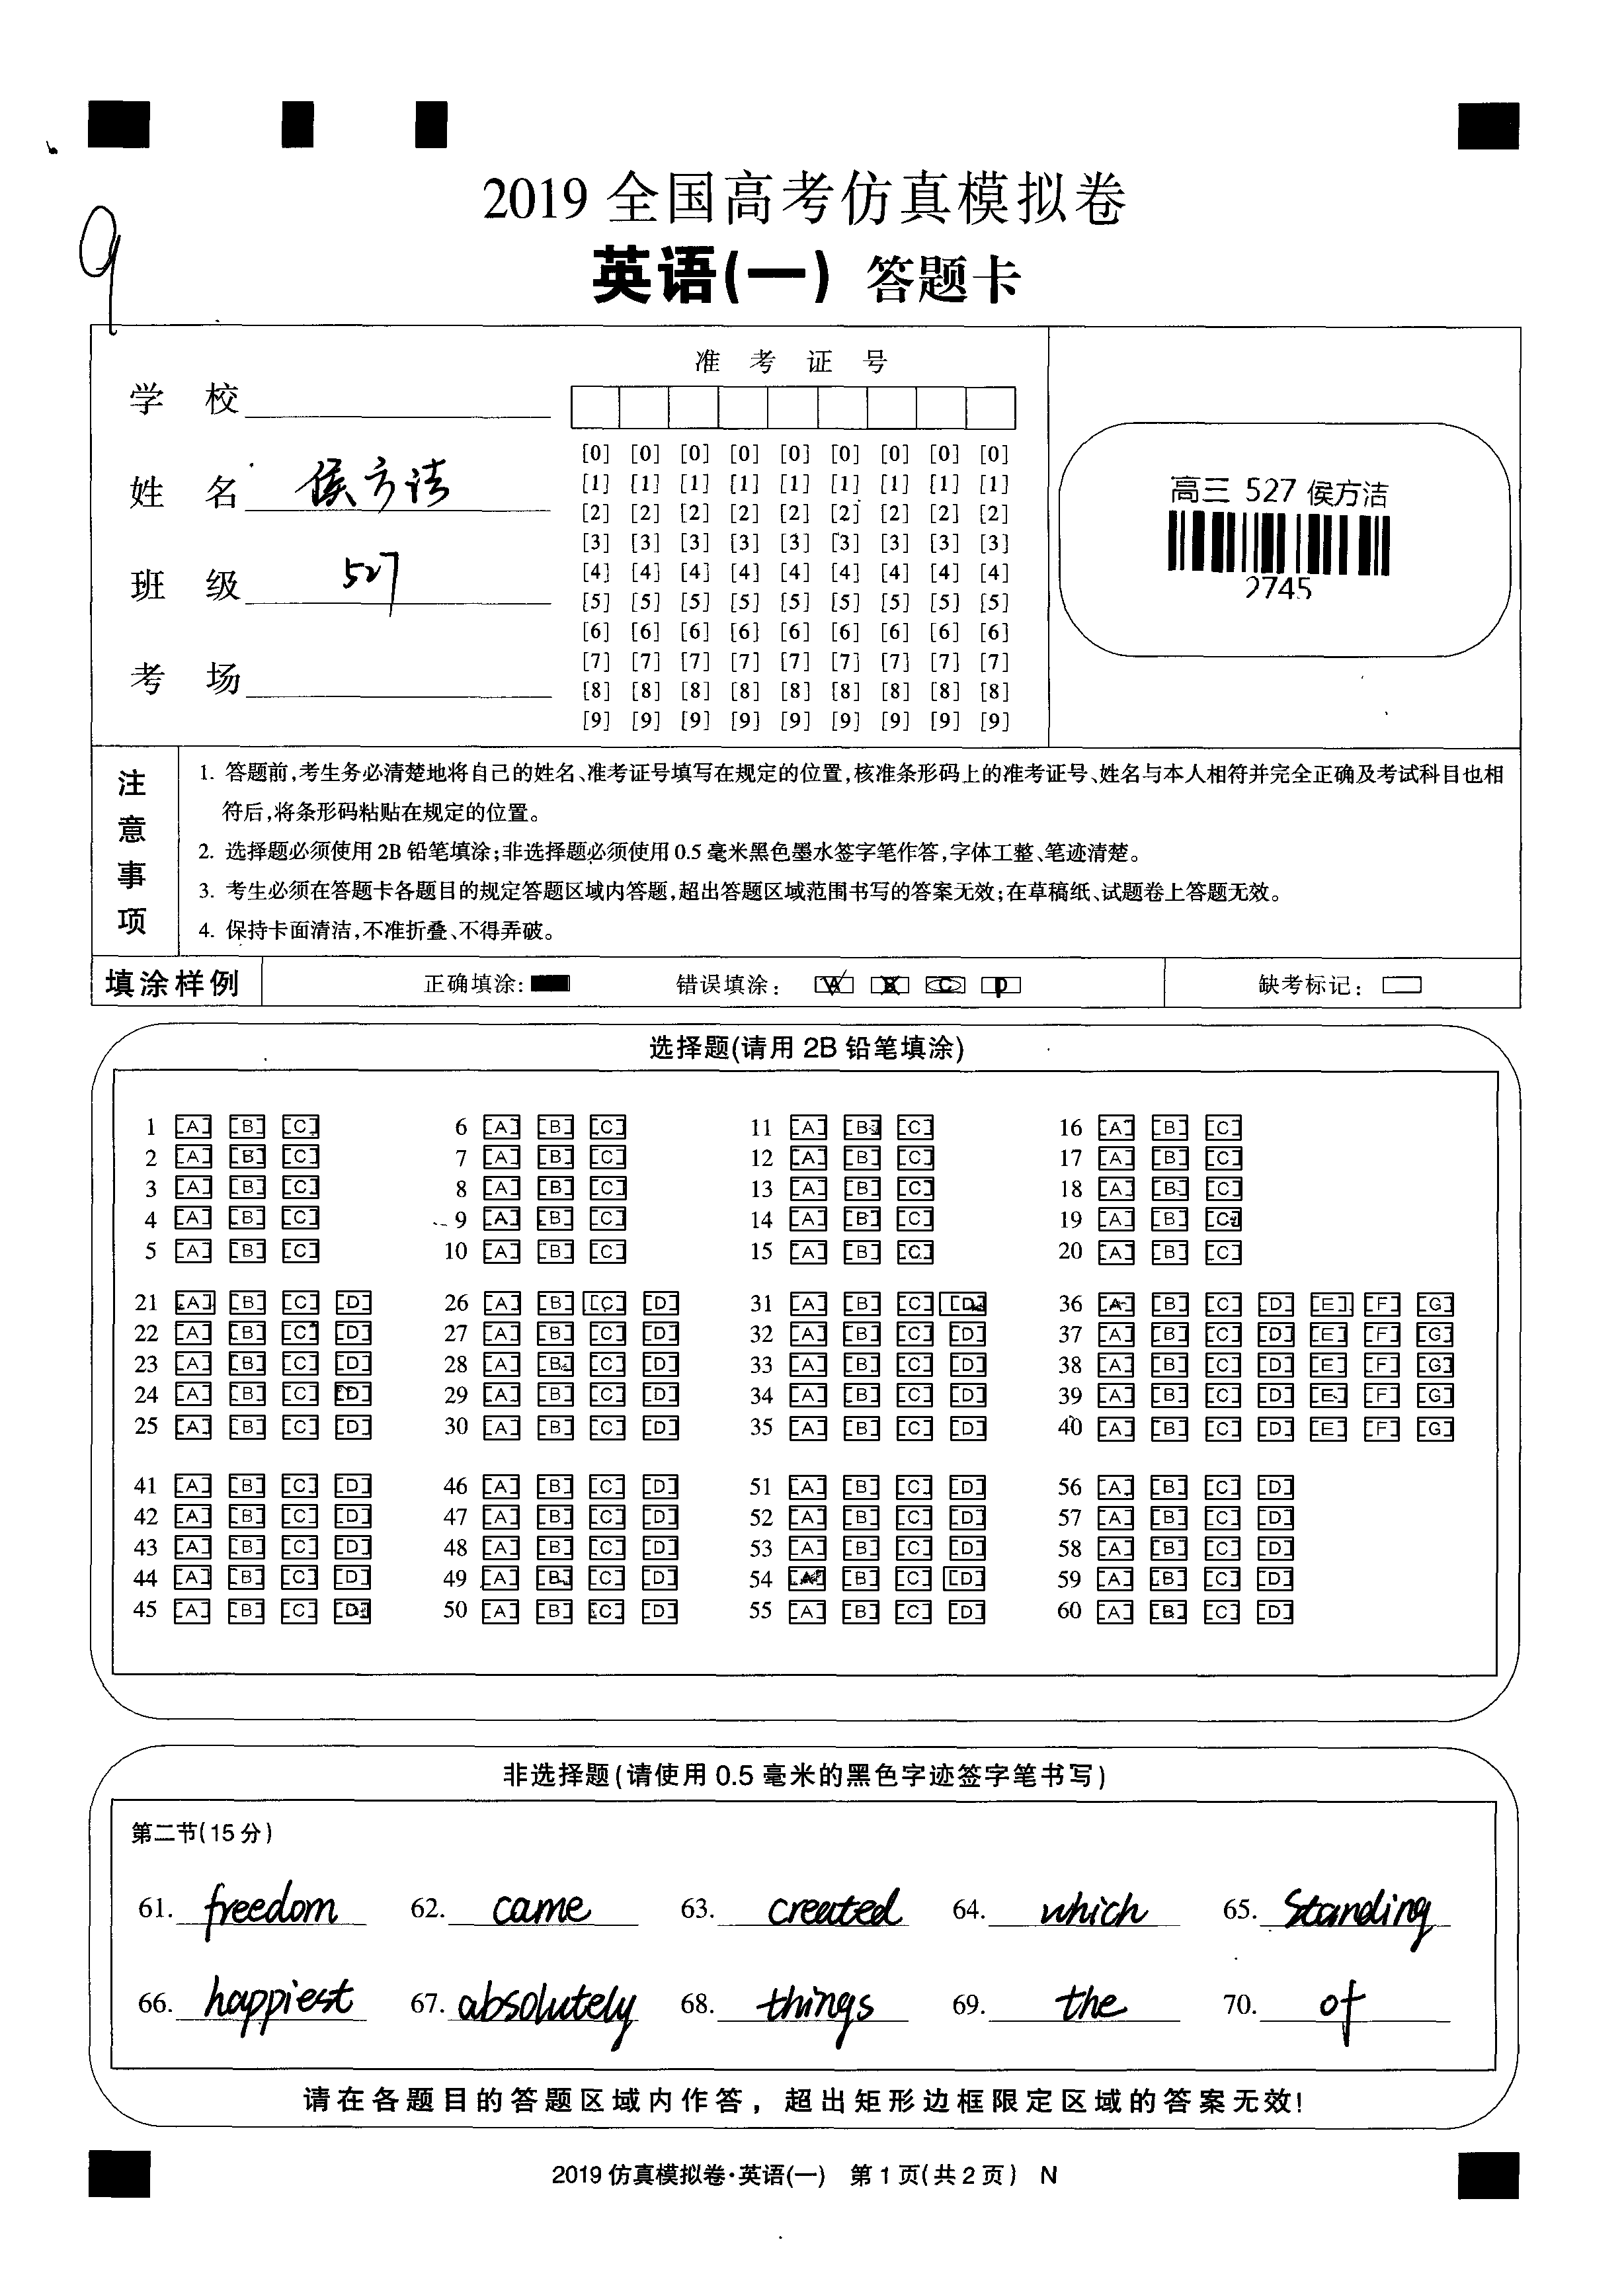 9
2019 全国高考仿真模拟卷
英语(一) 答题卡
准 考 证 号
学 校
姓 名 侯方洁
班 级 527
考 场
[0] [0] [0] [0] [0] [0] [0] [0] [0]
[1] [1] [1] [1] [1] [1] [1] [1] [1]
[2] [2] [2] [2] [2] [2] [2] [2] [2]
[3] [3] [3] [3] [3] [3] [3] [3] [3]
[4] [4] [4] [4] [4] [4] [4] [4] [4]
[5] [5] [5] [5] [5] [5] [5] [5] [5]
[6] [6] [6] [6] [6] [6] [6] [6] [6]
[7] [7] [7] [7] [7] [7] [7] [7] [7]
[8] [8] [8] [8] [8] [8] [8] [8] [8]
[9] [9] [9] [9] [9] [9] [9] [9] [9]
高三 527 侯方洁
2745
注意事项
1. 答题前,考生务必清楚地将自己的姓名、准考证号填写在规定的位置,核准条形码上的准考证号、姓名与本人相符并完全正确及考试科目也相
符后,将条形码粘贴在规定的位置。
2. 选择题必须使用 2B 铅笔填涂;非选择题必须使用 0.5 毫米黑色墨水签字笔作答,字体工整、笔迹清楚。
3. 考生必须在答题卡各题目的规定答题区域内答题,超出答题区域范围书写的答案无效;在草稿纸、试题卷上答题无效。
4. 保持卡面清洁,不准折叠、不得弄破。
填涂样例 正确填涂: 错误填涂: A B C D 缺考标记:
选择题(请用 2B 铅笔填涂)
1 [A] [B] [C] 6 [A] [B] [C] 11 [A] [B] [C] 16 [A] [B] [C]
2 [A] [B] [C] 7 [A] [B] [C] 12 [A] [B] [C] 17 [A] [B] [C]
3 [A] [B] [C] 8 [A] [B] [C] 13 [A] [B] [C] 18 [A] [B] [C]
4 [A] [B] [C] 9 [A] [B] [C] 14 [A] [B] [C] 19 [A] [B] [C]
5 [A] [B] [C] 10 [A] [B] [C] 15 [A] [B] [C] 20 [A] [B] [C]
21 [A] [B] [C] [D] 26 [A] [B] [C] [D] 31 [A] [B] [C] [D] 36 [A] [B] [C] [D] [E] [F] [G]
22 [A] [B] [C] [D] 27 [A] [B] [C] [D] 32 [A] [B] [C] [D] 37 [A] [B] [C] [D] [E] [F] [G]
23 [A] [B] [C] [D] 28 [A] [B] [C] [D] 33 [A] [B] [C] [D] 38 [A] [B] [C] [D] [E] [F] [G]
24 [A] [B] [C] [D] 29 [A] [B] [C] [D] 34 [A] [B] [C] [D] 39 [A] [B] [C] [D] [E] [F] [G]
25 [A] [B] [C] [D] 30 [A] [B] [C] [D] 35 [A] [B] [C] [D] 40 [A] [B] [C] [D] [E] [F] [G]
41 [A] [B] [C] [D] 46 [A] [B] [C] [D] 51 [A] [B] [C] [D] 56 [A] [B] [C] [D]
42 [A] [B] [C] [D] 47 [A] [B] [C] [D] 52 [A] [B] [C] [D] 57 [A] [B] [C] [D]
43 [A] [B] [C] [D] 48 [A] [B] [C] [D] 53 [A] [B] [C] [D] 58 [A] [B] [C] [D]
44 [A] [B] [C] [D] 49 [A] [B] [C] [D] 54 [A] [B] [C] [D] 59 [A] [B] [C] [D]
45 [A] [B] [C] [D] 50 [A] [B] [C] [D] 55 [A] [B] [C] [D] 60 [A] [B] [C] [D]
非选择题(请使用 0.5 毫米的黑色字迹签字笔书写)
第二节(15 分)
61. freedom 62. came 63. created 64. which 65. Standing
66. happiest 67. absolutely 68. things 69. the 70. of
请在各题目的答题区域内作答，超出矩形边框限定区域的答案无效!
2019 仿真模拟卷·英语(一) 第 1 页(共 2 页) N